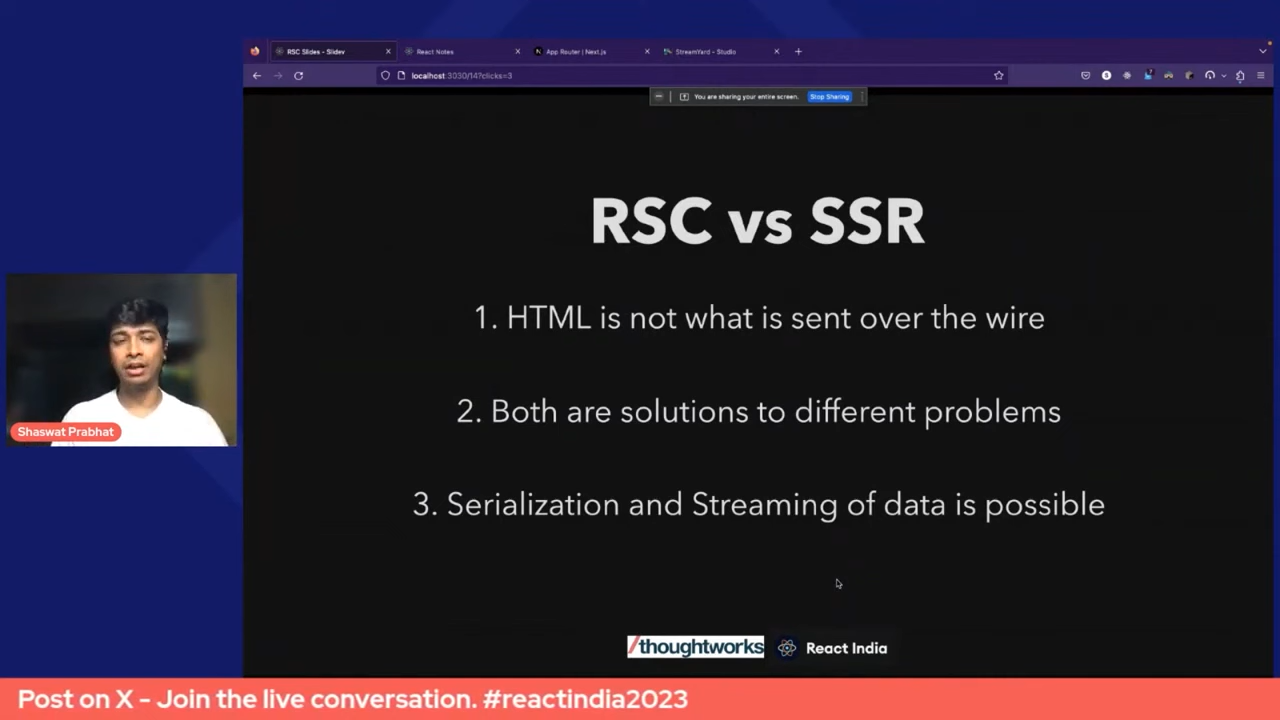 RSC Slides - Slidev
React Notes
App Router | Next.js
StreamYard - Studio
localhost:3030/14?clicks=3
You are sharing your entire screen.
Stop Sharing
RSC vs SSR
1. HTML is not what is sent over the wire
2. Both are solutions to different problems
3. Serialization and Streaming of data is possible
Shaswat Prabhat
/thoughtworks
React India
Post on X - Join the live conversation. #reactindia2023